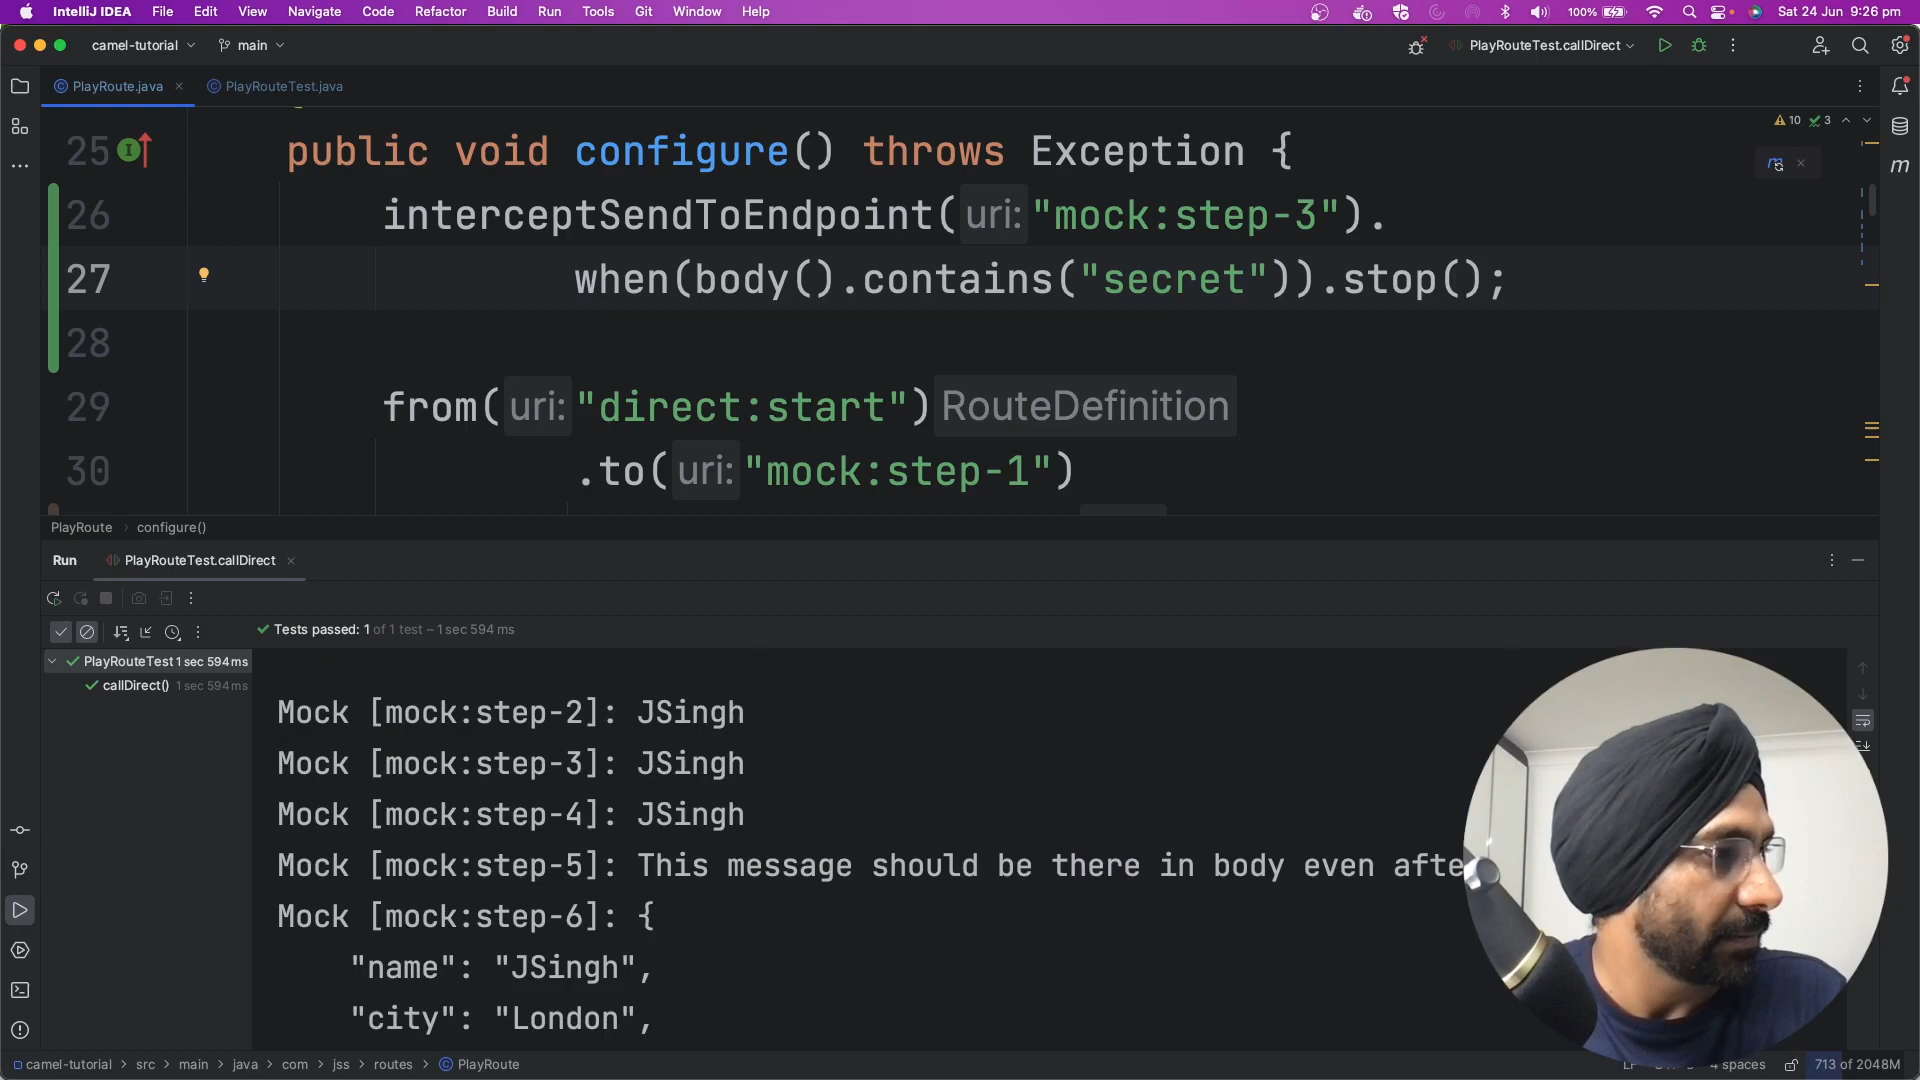 IntelliJ IDEA File Edit View Navigate Code Refactor Build Run Tools Git Window Help 100% Sat 24 Jun 9:26 pm
camel-tutorial main PlayRouteTest.callDirect
PlayRoute.java PlayRouteTest.java
10 3
25 public void configure() throws Exception {
26 interceptSendToEndpoint( uri: "mock:step-3").
27 when(body().contains("secret")).stop();
28
29 from( uri: "direct:start") RouteDefinition
30 .to( uri: "mock:step-1")
PlayRoute configure()
Run PlayRouteTest.callDirect
Tests passed: 1 of 1 test – 1 sec 594 ms
PlayRouteTest 1 sec 594 ms
callDirect() 1 sec 594 ms
Mock [mock:step-2]: JSingh
Mock [mock:step-3]: JSingh
Mock [mock:step-4]: JSingh
Mock [mock:step-5]: This message should be there in body even afte
Mock [mock:step-6]: {
"name": "JSingh",
"city": "London",
camel-tutorial src main java com jss routes PlayRoute 4 spaces 713 of 2048M